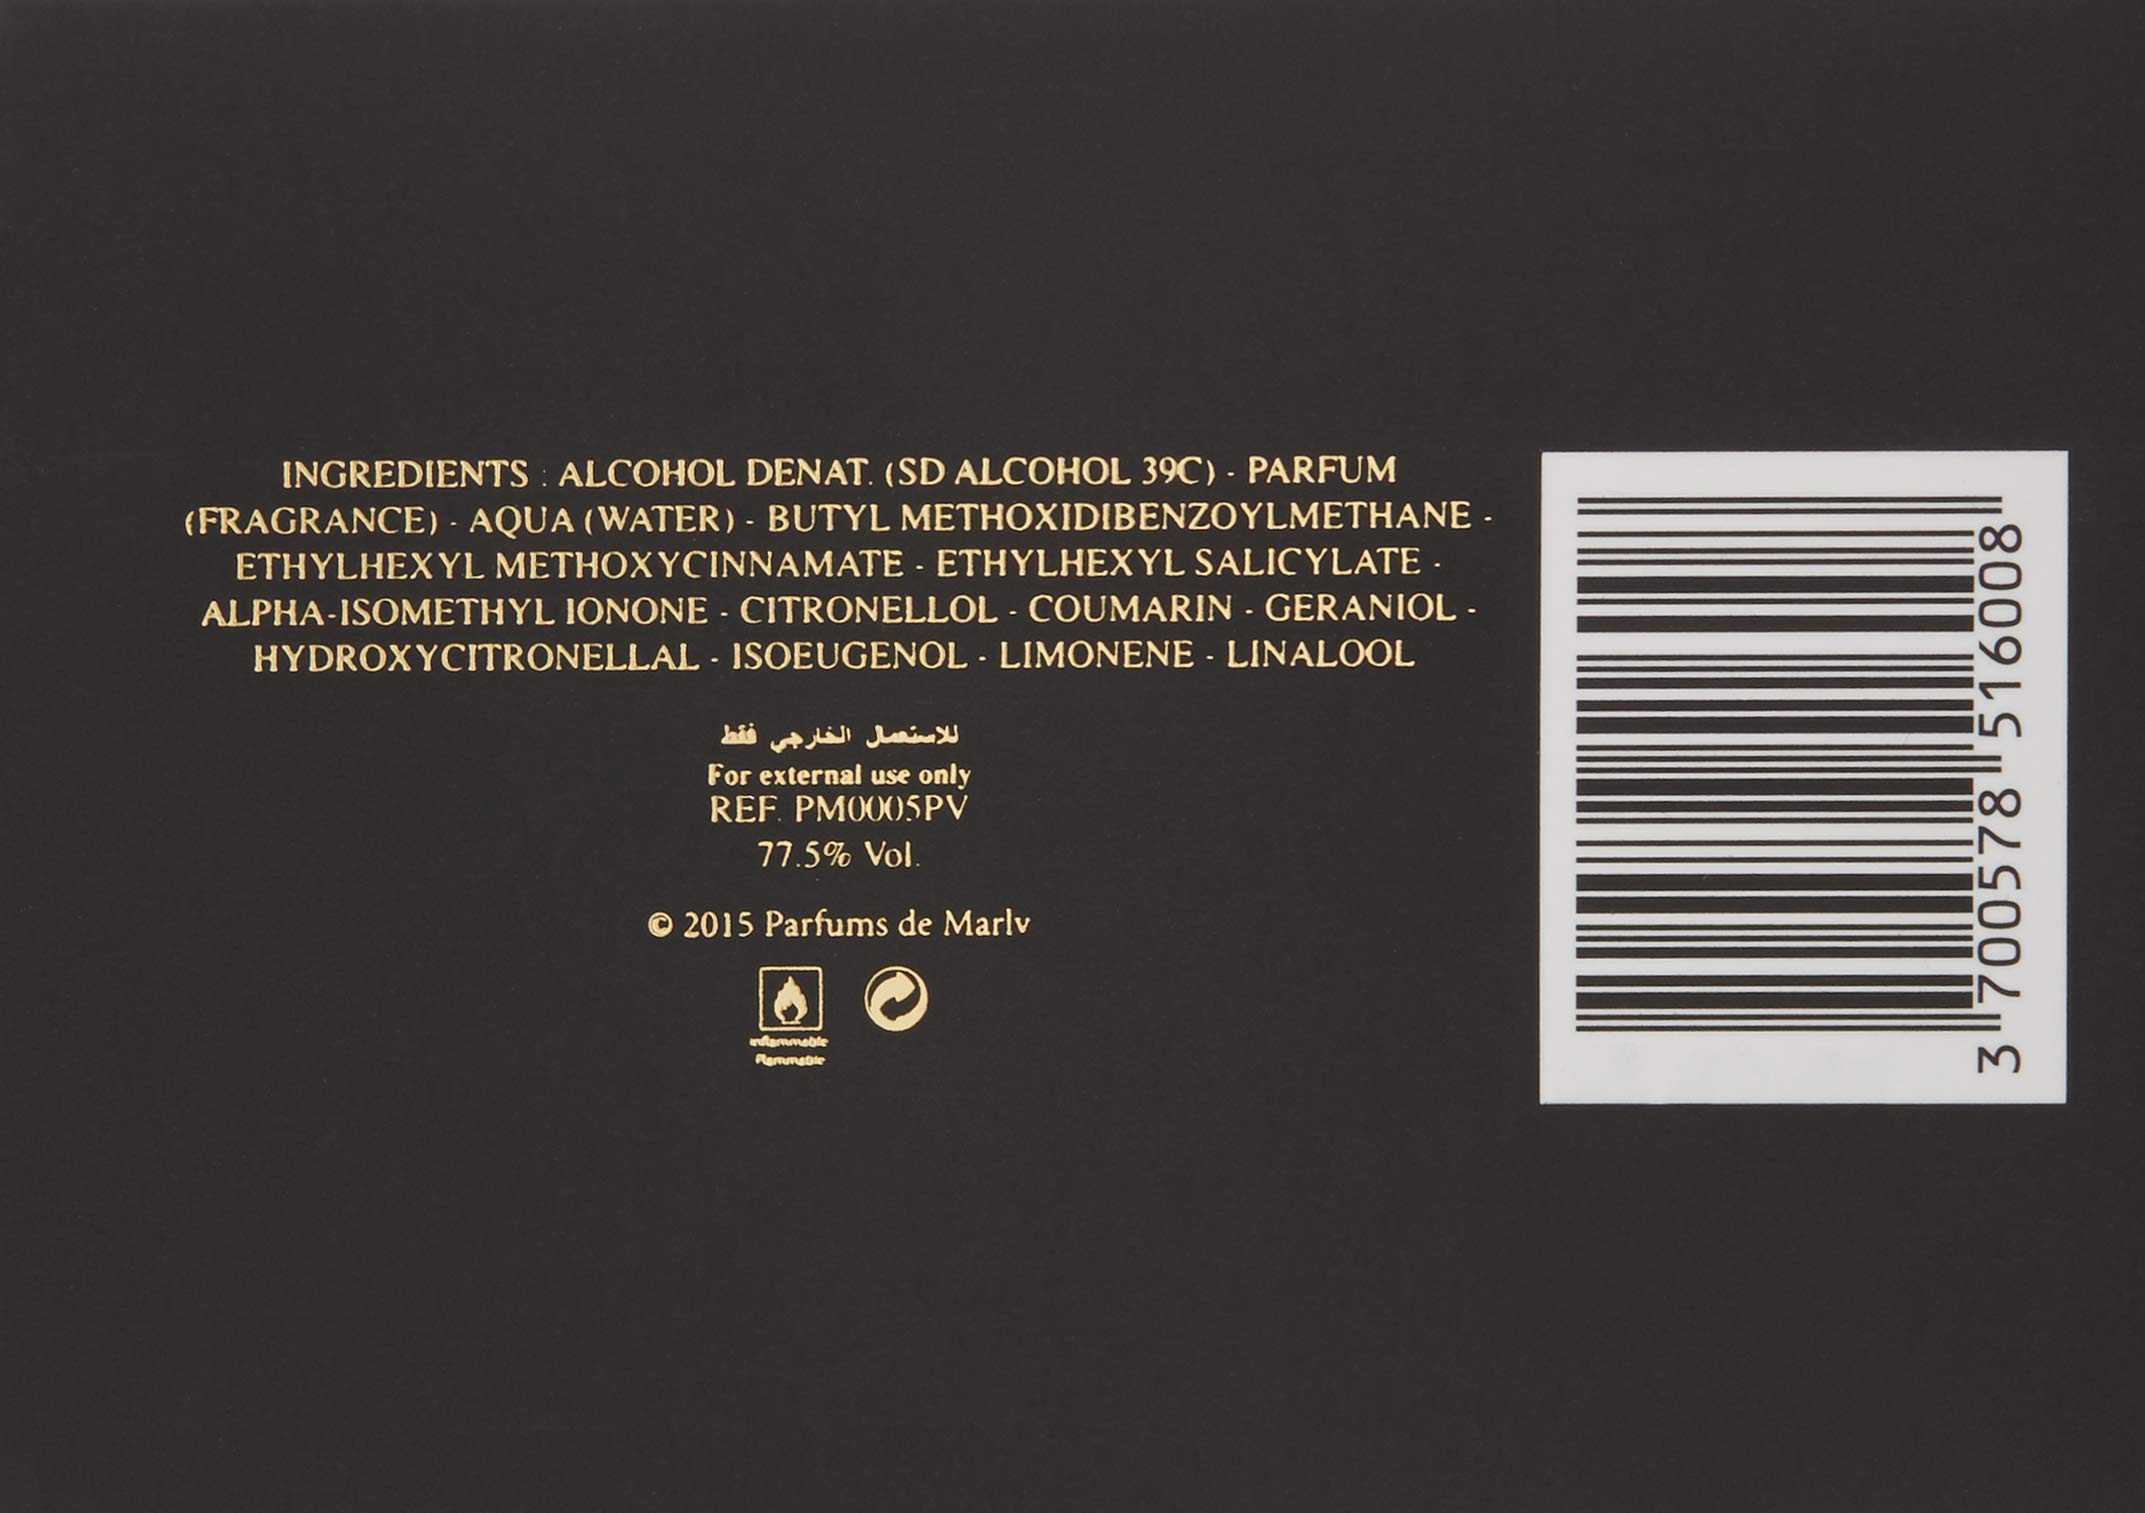 INGREDIENTS : ALCOHOL DENAT. (SD ALCOHOL 39C) - PARFUM
(FRAGRANCE) - AQUA (WATER) - BUTYL METHOXIDIBENZOYLMETHANE -
ETHYLHEXYL METHOXYCINNAMATE - ETHYLHEXYL SALICYLATE -
ALPHA-ISOMETHYL IONONE - CITRONELLOL - COUMARIN - GERANIOL -
HYDROXYCITRONELLAL - ISOEUGENOL - LIMONENE - LINALOOL
للاستعمال الخارجي فقط
For external use only
REF. PM0005PV
77.5% Vol.
© 2015 Parfums de Marly
inflammable
Flammable
3 700578 516008